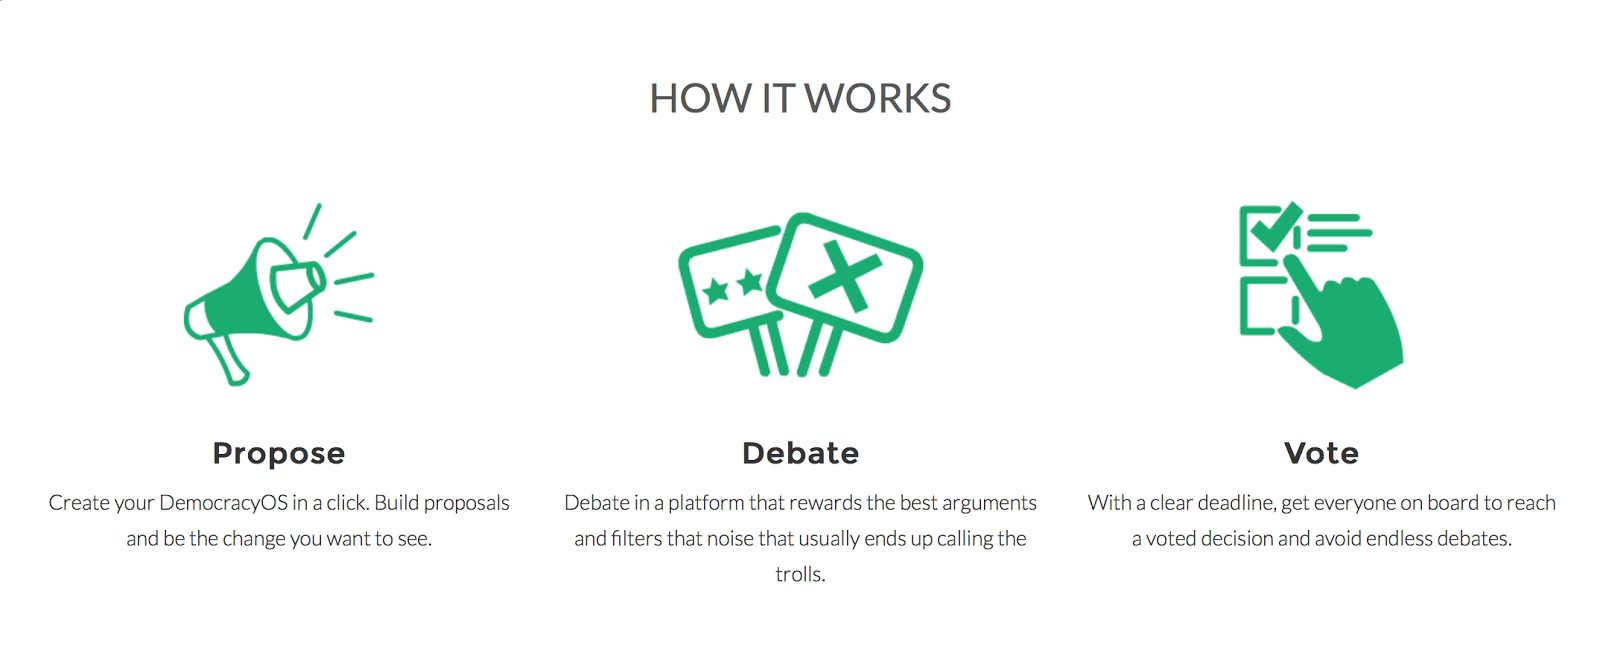 HOW IT WORKS
Propose
Create your DemocracyOS in a click. Build proposals
and be the change you want to see.
Debate
Debate in a platform that rewards the best arguments
and filters that noise that usually ends up calling the
trolls.
Vote
With a clear deadline, get everyone on board to reach
a voted decision and avoid endless debates.